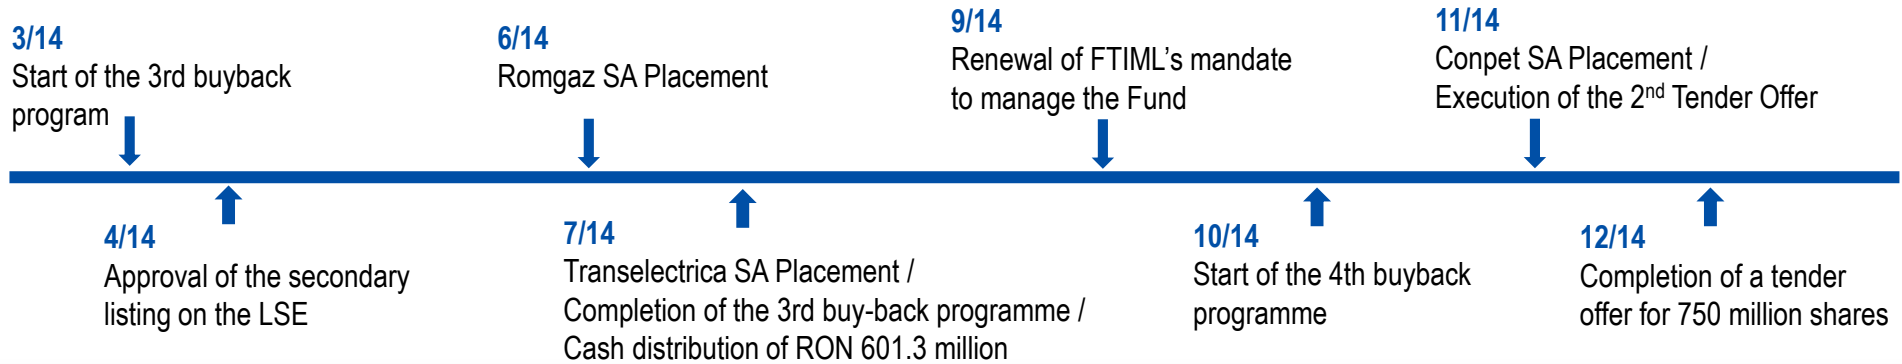 3/14
Start of the 3rd buyback
program
4/14
Approval of the secondary
listing on the LSE
6/14
Romgaz SA Placement
7/14
Transelectrica SA Placement /
Completion of the 3rd buy-back programme /
Cash distribution of RON 601.3 million
9/14
Renewal of FTIML’s mandate
to manage the Fund
10/14
Start of the 4th buyback
programme
11/14
Conpet SA Placement /
Execution of the 2nd Tender Offer
12/14
Completion of a tender
offer for 750 million shares